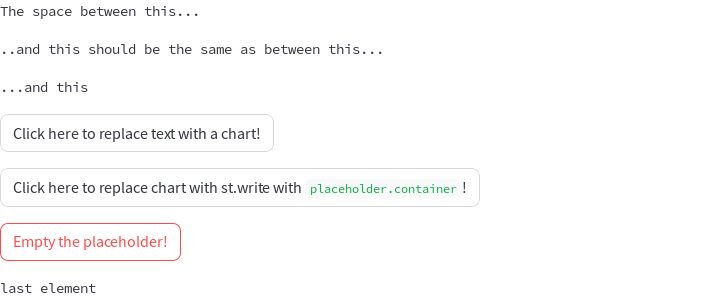 The space between this...
..and this should be the same as between this...
...and this
Click here to replace text with a chart!
Click here to replace chart with st.write with placeholder.container !
Empty the placeholder!
last element